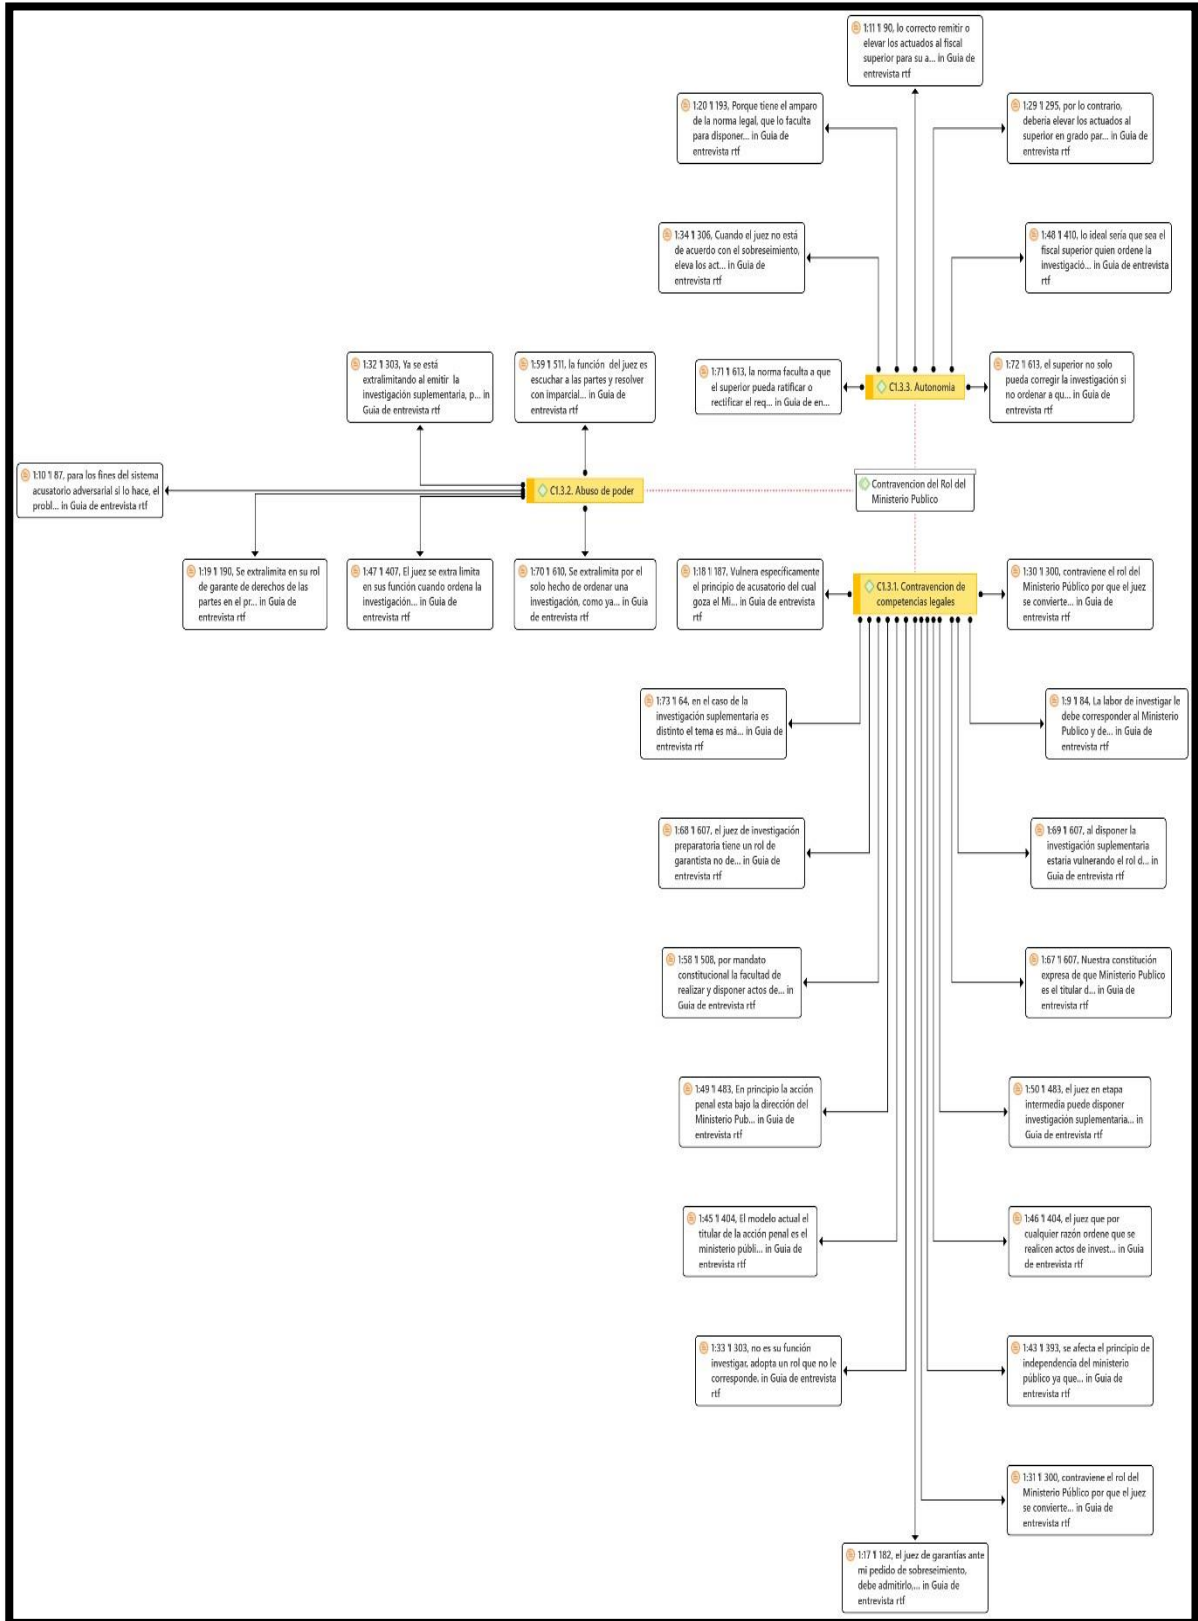 1:11 ¶ 90, lo correcto remitir o
elevar los actuados al fiscal
superior para su a... in Guia de
entrevista rtf
1:20 ¶ 193, Porque tiene el amparo
de la norma legal, que lo faculta
para disponer... in Guia de
entrevista rtf
1:29 ¶ 295, por lo contrario,
debería elevar los actuados al
superior en grado par... in Guia de
entrevista rtf
1:34 ¶ 306, Cuando el juez no está
de acuerdo con el sobreseimiento,
eleva los act... in Guia de
entrevista rtf
1:48 ¶ 410, lo ideal sería que sea el
fiscal superior quien ordene la
investigació... in Guia de entrevista
rtf
1:32 ¶ 303, Ya se está
extralimitando al emitir la
investigación suplementaria, p... in
Guia de entrevista rtf
1:59 ¶ 511, la función del juez es
escuchar a las partes y resolver
con imparcial... in Guia de
entrevista rtf
1:71 ¶ 613, la norma faculta a que
el superior pueda ratificar o
rectificar el req... in Guia de en...
C1.3.3. Autonomia
1:72 ¶ 613, el superior no solo
pueda corregir la investigación si
no ordenar a qu... in Guia de
entrevista rtf
1:10 ¶ 87, para los fines del sistema
acusatorio adversarial si lo hace, el
probl... in Guia de entrevista rtf
C1.3.2. Abuso de poder
Contravencion del Rol del
Ministerio Publico
1:19 ¶ 190, Se extralimita en su rol
de garante de derechos de las
partes en el pr... in Guia de
entrevista rtf
1:47 ¶ 407, El juez se extra limita
en sus función cuando ordena la
investigación... in Guia de
entrevista rtf
1:70 ¶ 610, Se extralimita por el
solo hecho de ordenar una
investigación, como ya... in Guia
de entrevista rtf
1:18 ¶ 187, Vulnera específicamente
el principio de acusatorio del cual
goza el Mi... in Guia de entrevista
rtf
C1.3.1. Contravencion de
competencias legales
1:30 ¶ 300, contraviene el rol del
Ministerio Público por que el juez
se convierte... in Guia de
entrevista rtf
1:73 ¶ 64, en el caso de la
investigación suplementaria es
distinto el tema es má... in Guia de
entrevista rtf
1:9 ¶ 84, La labor de investigar le
debe corresponder al Ministerio
Publico y de... in Guia de
entrevista rtf
1:68 ¶ 607, el juez de investigación
preparatoria tiene un rol de
garantista no de... in Guia de
entrevista rtf
1:69 ¶ 607, al disponer la
investigación suplementaria
estaria vulnerando el rol d... in
Guia de entrevista rtf
1:58 ¶ 508, por mandato
constitucional la facultad de
realizar y disponer actos de... in
Guia de entrevista rtf
1:67 ¶ 607, Nuestra constitución
expresa de que Ministerio Publico
es el titular d... in Guia de
entrevista rtf
1:49 ¶ 483, En principio la acción
penal esta bajo la dirección del
Ministerio Pub... in Guia de
entrevista rtf
1:50 ¶ 483, el juez en etapa
intermedia puede disponer
investigación suplementaria... in
Guia de entrevista rtf
1:45 ¶ 404, El modelo actual el
titular de la acción penal es el
ministerio públi... in Guia de
entrevista rtf
1:46 ¶ 404, el juez que por
cualquier razón ordene que se
realicen actos de invest... in Guia
de entrevista rtf
1:33 ¶ 303, no es su función
investigar, adopta un rol que no le
corresponde. in Guia de entrevista
rtf
1:43 ¶ 393, se afecta el principio de
independencia del ministerio
público ya que... in Guia de
entrevista rtf
1:31 ¶ 300, contraviene el rol del
Ministerio Público por que el juez
se convierte... in Guia de
entrevista rtf
1:17 ¶ 182, el juez de garantías ante
mi pedido de sobreseimiento,
debe admitirlo,... in Guia de
entrevista rtf